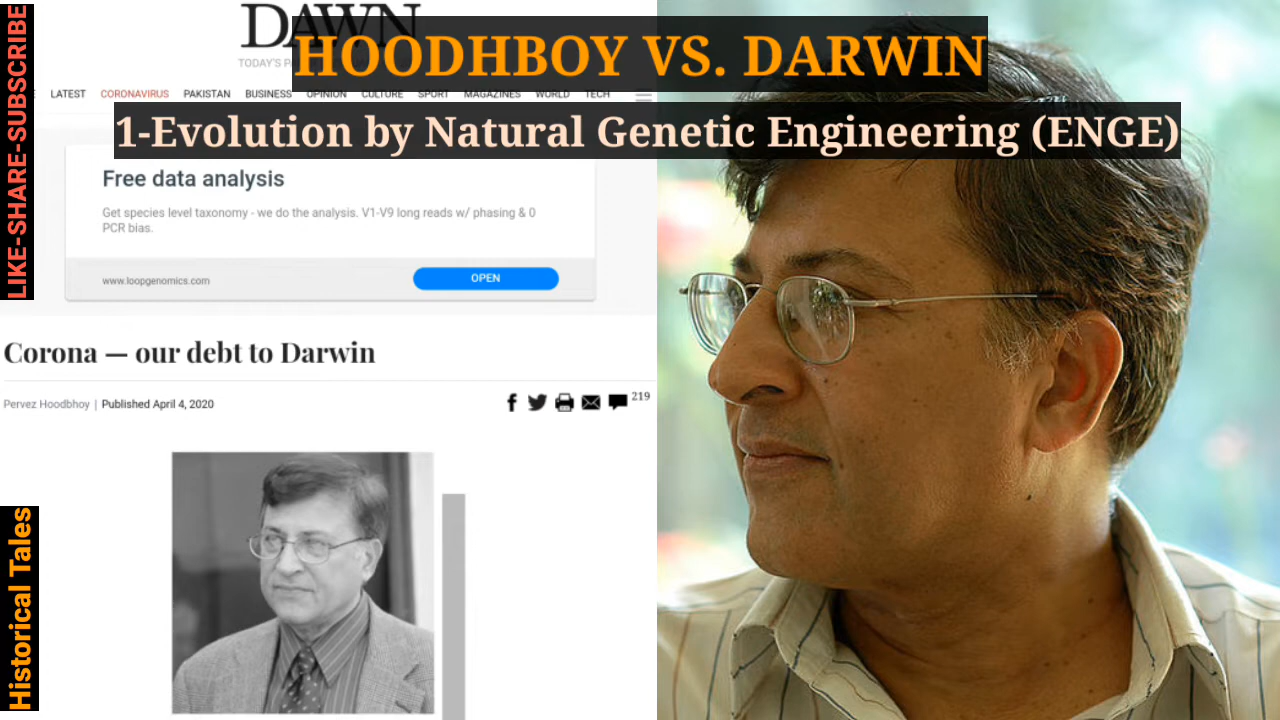 LIKE-SHARE-SUBSCRIBE
DAWN
HOODHBOY VS. DARWIN
TODAY'S
LATEST CORONAVIRUS PAKISTAN BUSINESS OPINION CULTURE SPORT MAGAZINES WORLD TECH
1-Evolution by Natural Genetic Engineering (ENGE)
Free data analysis
Get species level taxonomy - we do the analysis. V1-V9 long reads w/ phasing & 0
PCR bias.
www.loopgenomics.com
OPEN
Corona — our debt to Darwin
Pervez Hoodbhoy | Published April 4, 2020
219
Historical Tales